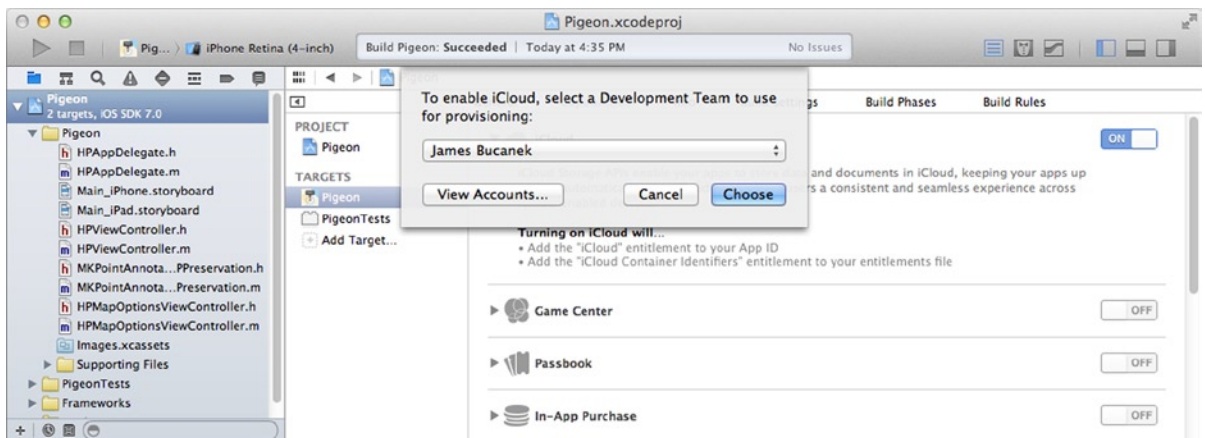 Pigeon.xcodeproj
Pig... iPhone Retina (4-inch)
Build Pigeon: Succeeded | Today at 4:35 PM
No Issues
Pigeon
2 targets, iOS SDK 7.0
Pigeon
HPAppDelegate.h
HPAppDelegate.m
Main_iPhone.storyboard
Main_iPad.storyboard
HPViewController.h
HPViewController.m
MKPointAnnota...PPreservation.h
MKPointAnnota...Preservation.m
HPMapOptionsViewController.h
HPMapOptionsViewController.m
Images.xcassets
Supporting Files
PigeonTests
Frameworks
PROJECT
Pigeon
TARGETS
Pigeon
PigeonTests
Add Target...
To enable iCloud, select a Development Team to use
for provisioning:
James Bucanek
View Accounts... Cancel Choose
Build Phases Build Rules
ON
and documents in iCloud, keeping your apps up
a consistent and seamless experience across
Turning on iCloud will...
• Add the "iCloud" entitlement to your App ID
• Add the "iCloud Container Identifiers" entitlement to your entitlements file
Game Center OFF
Passbook OFF
In-App Purchase OFF